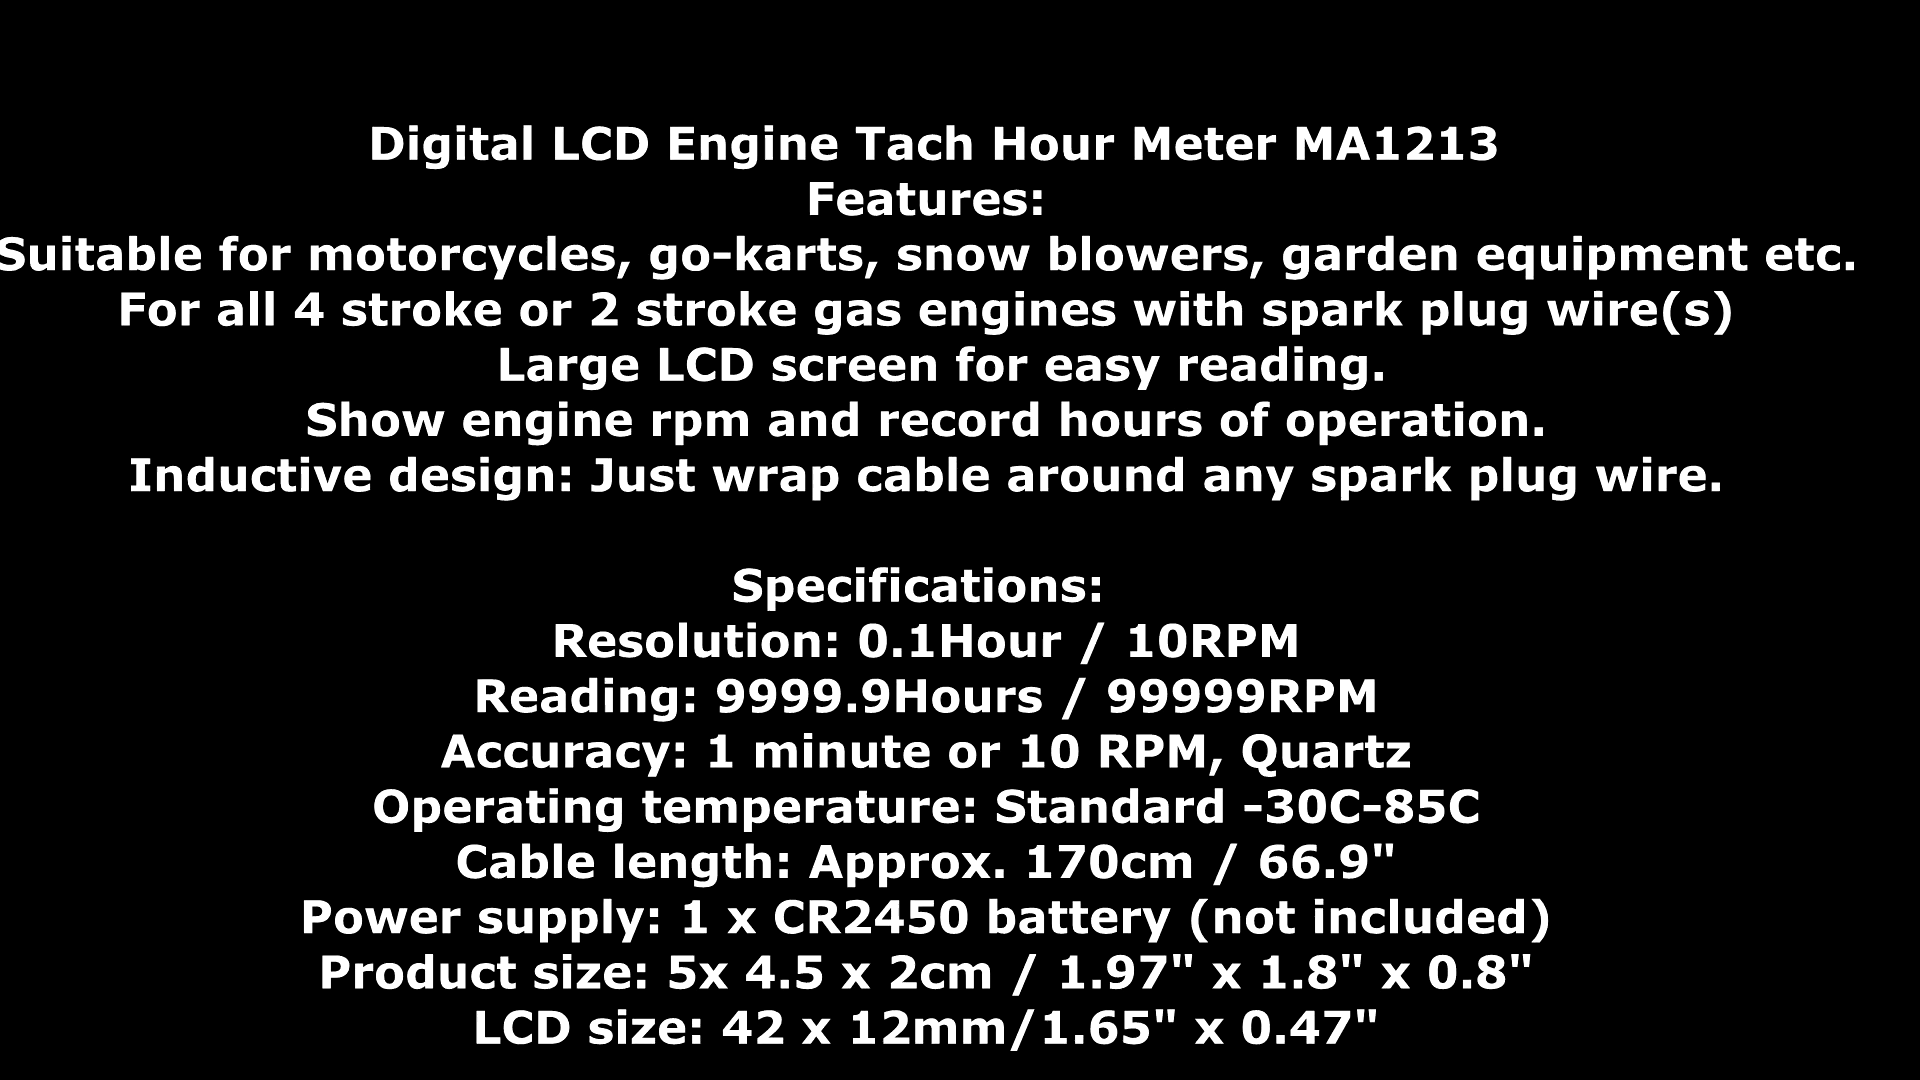 Digital LCD Engine Tach Hour Meter MA1213
Features:
Suitable for motorcycles, go-karts, snow blowers, garden equipment etc.
For all 4 stroke or 2 stroke gas engines with spark plug wire(s)
Large LCD screen for easy reading.
Show engine rpm and record hours of operation.
Inductive design: Just wrap cable around any spark plug wire.
Specifications:
Resolution: 0.1Hour / 10RPM
Reading: 9999.9Hours / 99999RPM
Accuracy: 1 minute or 10 RPM, Quartz
Operating temperature: Standard -30C-85C
Cable length: Approx. 170cm / 66.9"
Power supply: 1 x CR2450 battery (not included)
Product size: 5x 4.5 x 2cm / 1.97" x 1.8" x 0.8"
LCD size: 42 x 12mm/1.65" x 0.47"